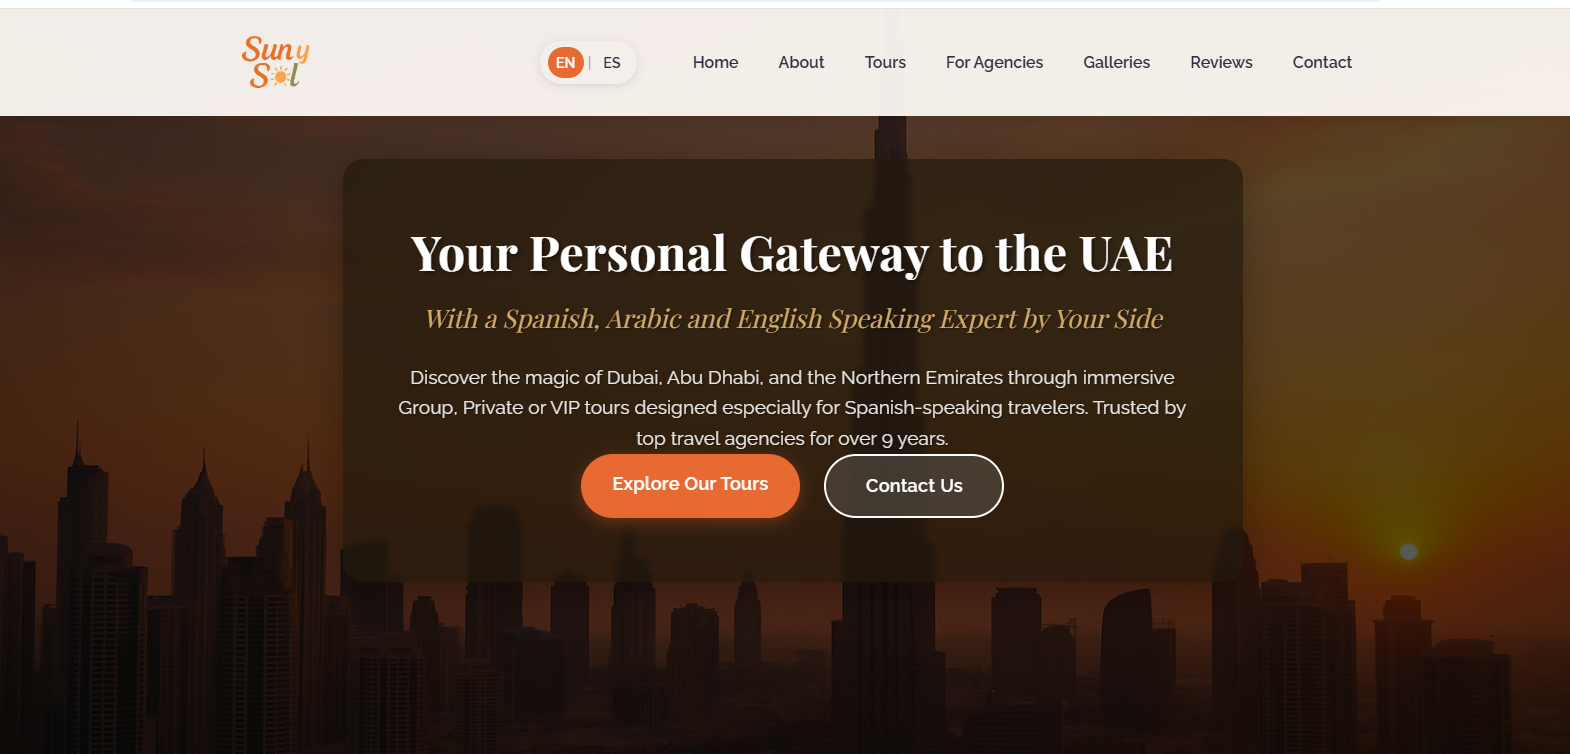 Sun y
Sol
EN | ES
Home
About
Tours
For Agencies
Galleries
Reviews
Contact
Your Personal Gateway to the UAE
With a Spanish, Arabic and English Speaking Expert by Your Side
Discover the magic of Dubai, Abu Dhabi, and the Northern Emirates through immersive
Group, Private or VIP tours designed especially for Spanish-speaking travelers. Trusted by
top travel agencies for over 9 years.
Explore Our Tours
Contact Us